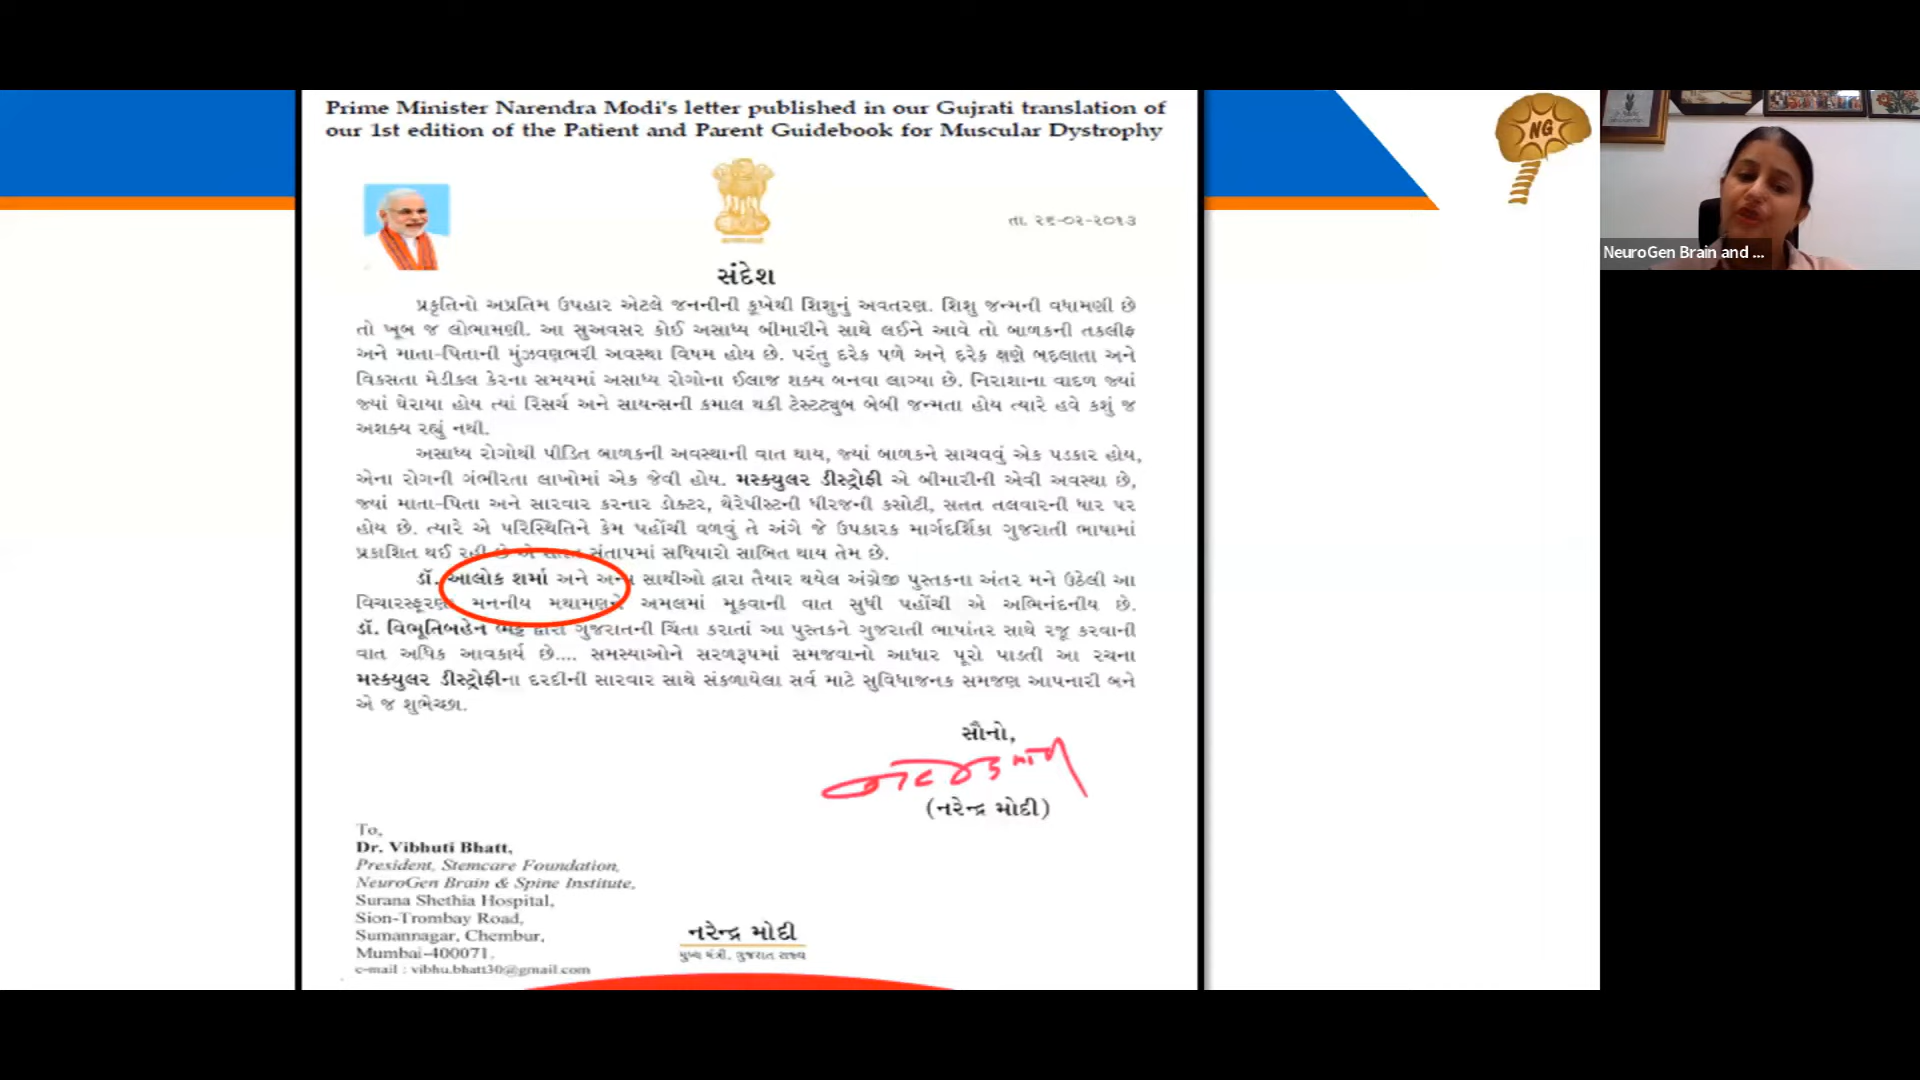 Prime Minister Narendra Modi's letter published in our Gujrati translation of
our 1st edition of the Patient and Parent Guidebook for Muscular Dystrophy
NG
NeuroGen Brain and ...
તા. ૨૬-૦૨-૨૦૧૩
સંદેશ
પ્રકૃતિનો અપ્રતિમ ઉપહાર એટલે જનનીની કૂખેથી શિશુનું અવતરણ. શિશુ જન્મની વધામણી છે
તો ખૂબ જ લોભામણી. આ સુઅવસર કોઈ અસાધ્ય બીમારીને સાથે લઈને આવે તો બાળકની તકલીફ
અને માતા-પિતાની મુંઝવણભરી અવસ્થા વિષમ હોય છે. પરંતુ દરેક પળે અને દરેક ક્ષણે બદલાતા અને
વિકસતા મેડીકલ કેરના સમયમાં અસાધ્ય રોગોના ઈલાજ શક્ય બનવા લાગ્યા છે. નિરાશાના વાદળ જ્યાં
જ્યાં ઘેરાયા હોય ત્યાં રિસર્ચ અને સાયન્સની કમાલ થકી ટેસ્ટટ્યુબ બેબી જન્મતા હોય ત્યારે હવે કશું જ
અશક્ય રહ્યું નથી.
અસાધ્ય રોગોથી પીડિત બાળકની અવસ્થાની વાત થાય, જ્યાં બાળકને સાચવવું એક પડકાર હોય,
એના રોગની ગંભીરતા લાખોમાં એક જેવી હોય. મસ્ક્યુલર ડીસ્ટ્રોફી એ બીમારીની એવી અવસ્થા છે,
જ્યાં માતા-પિતા અને સારવાર કરનાર ડોક્ટર, થેરેપીસ્ટની ધીરજની કસોટી, સતત તલવારની ધાર પર
હોય છે. ત્યારે એ પરિસ્થિતિને કેમ પહોંચી વળવું તે અંગે જે ઉપકારક માર્ગદર્શિકા ગુજરાતી ભાષામાં
પ્રકાશિત થઈ રહી છે એ સંતાપમાં સધિયારો સાબિત થાય તેમ છે.
ડૉ. આલોક શર્મા અને અન્ય સાથીઓ દ્વારા તૈયાર થયેલ અંગ્રેજી પુસ્તકના અંતર મને ઉઠેલી આ
વિચારસ્ફૂરણા મનનીય મથામણને અમલમાં મૂકવાની વાત સુધી પહોંચી એ અભિનંદનીય છે.
ડૉ. વિભૂતિબહેન ભટ્ટ દ્વારા ગુજરાતની ચિંતા કરાતાં આ પુસ્તકને ગુજરાતી ભાષાંતર સાથે રજૂ કરવાની
વાત અધિક આવકાર્ય છે.... સમસ્યાઓને સરળરૂપમાં સમજવાનો આધાર પૂરો પાડતી આ રચના
મસ્ક્યુલર ડીસ્ટ્રોફીના દરદીની સારવાર સાથે સંકળાયેલા સર્વ માટે સુવિધાજનક સમજણ આપનારી બને
એ જ શુભેચ્છા.
સૌનો,
(નરેન્દ્ર મોદી)
To,
Dr. Vibhuti Bhatt,
President, Stemcare Foundation,
NeuroGen Brain & Spine Institute,
Surana Shethia Hospital,
Sion-Trombay Road,
Sumannagar, Chembur,
Mumbai-400071.
e-mail : vibhu.bhatt30@gmail.com
નરેન્દ્ર મોદી
મુખ્ય મંત્રી, ગુજરાત રાજ્ય